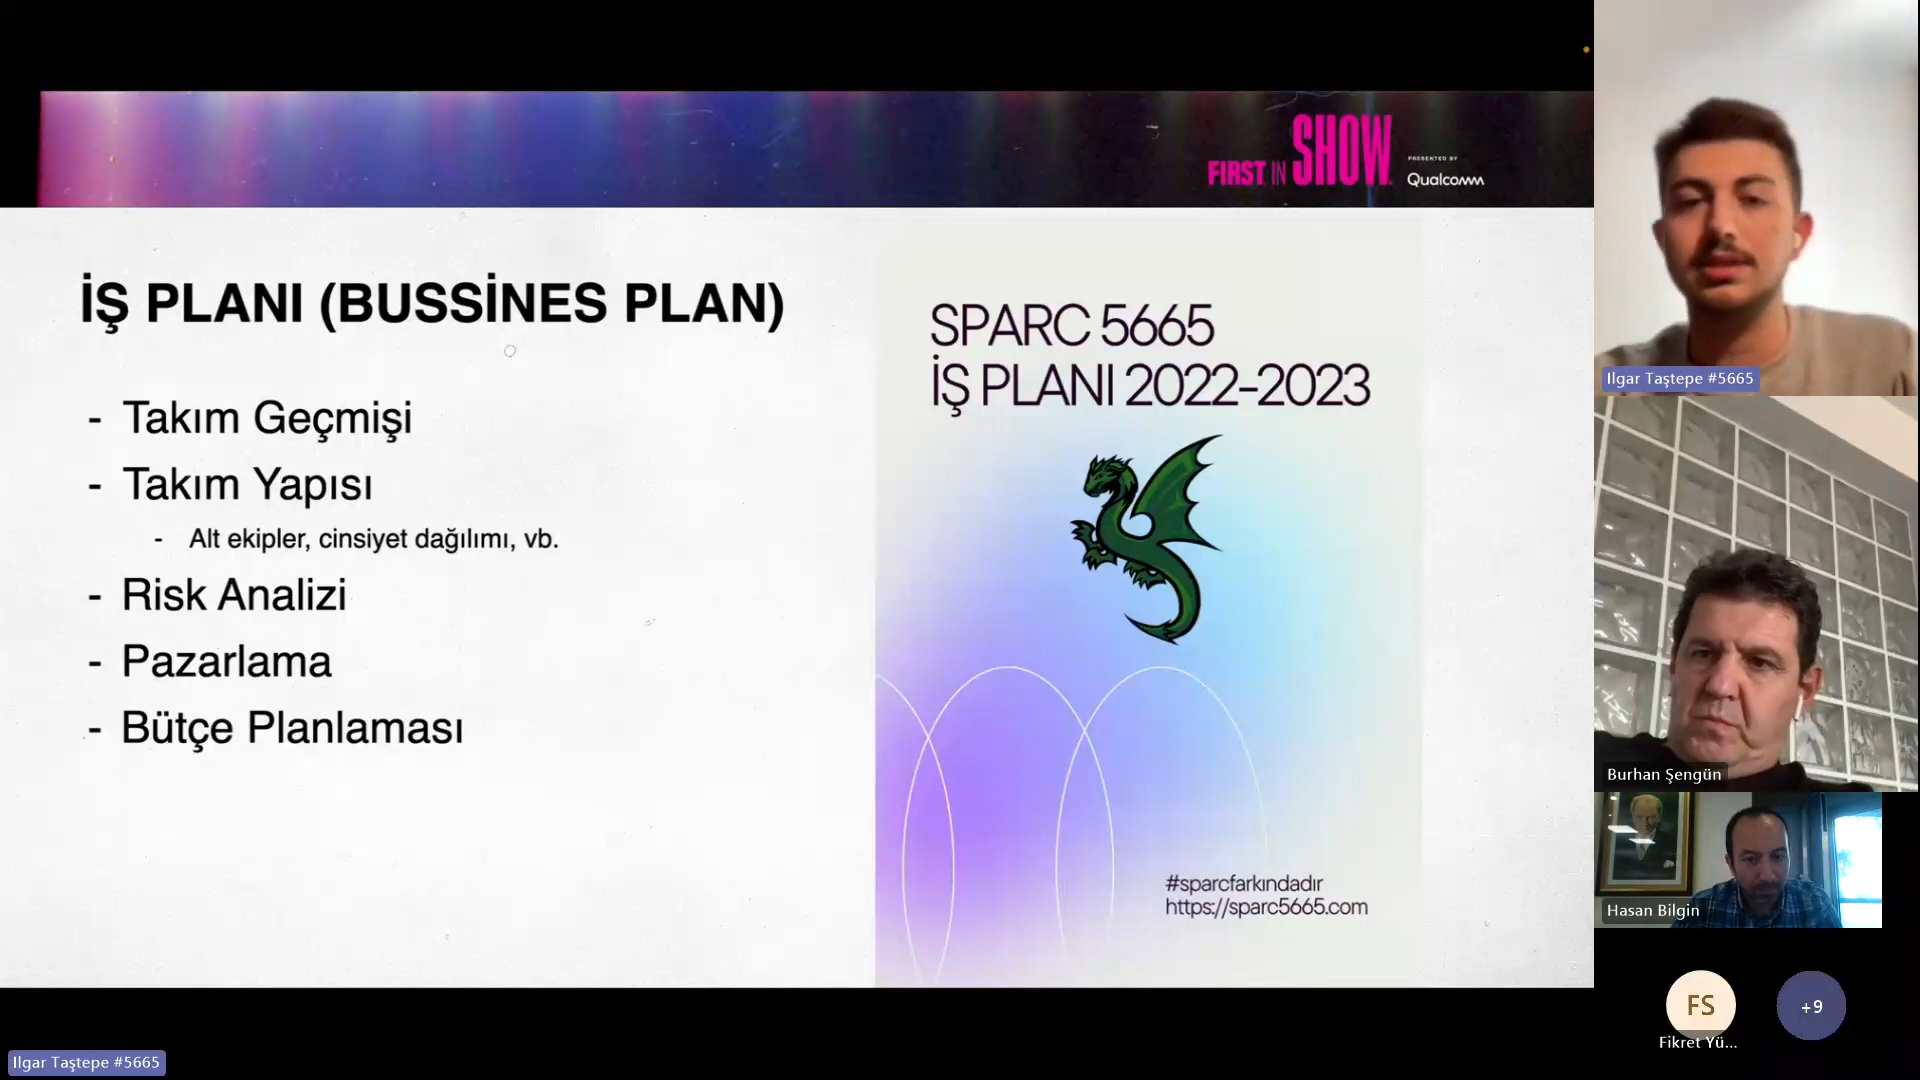 FIRST IN SHOW
PRESENTED BY
Qualcomm
İŞ PLANI (BUSSİNES PLAN)
- Takım Geçmişi
- Takım Yapısı
- Alt ekipler, cinsiyet dağılımı, vb.
- Risk Analizi
- Pazarlama
- Bütçe Planlaması
SPARC 5665
İŞ PLANI 2022-2023
#sparcfarkındadır
https://sparc5665.com
Ilgar Taştepe #5665
Burhan Şengün
Hasan Bilgin
FS
Fikret Yü...
+9
Ilgar Taştepe #5665